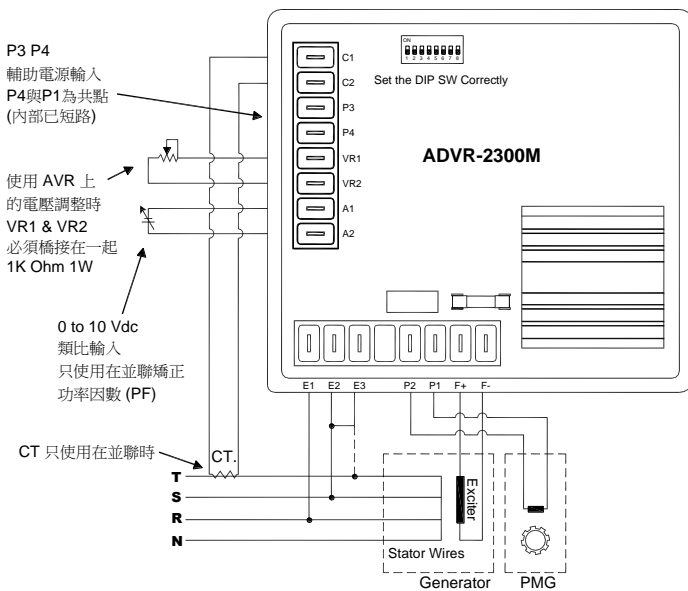 P3 P4
輔助電源輸入
P4與P1為共點
(內部已短路)
使用 AVR 上
的電壓調整時
VR1 & VR2
必須橋接在一起
1K Ohm 1W
0 to 10 Vdc
類比輸入
只使用在並聯矯正
功率因數 (PF)
CT 只使用在並聯時
C1
C2
P3
P4
VR1
VR2
A1
A2
ON
1 2 3 4 5 6 7 8
Set the DIP SW Correctly
ADVR-2300M
E1 E2 E3 P2 P1 F+ F-
CT.
T
S
R
N
Exciter
Stator Wires
Generator
PMG